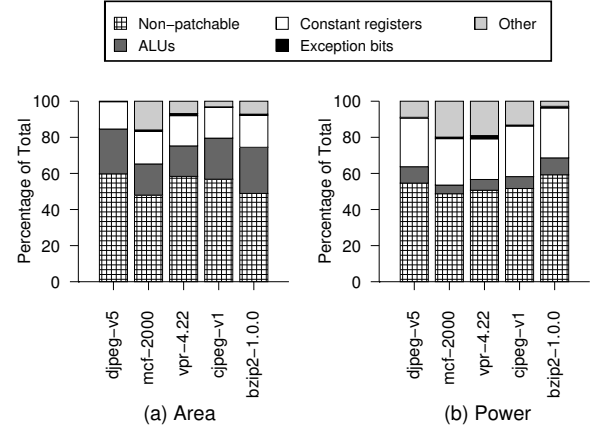 Non−patchable Constant registers Other
ALUs Exception bits
Percentage of Total
100
80
60
40
20
0
djpeg−v5
mcf−2000
vpr−4.22
cjpeg−v1
bzip2−1.0.0
(a) Area
Percentage of Total
100
80
60
40
20
0
djpeg−v5
mcf−2000
vpr−4.22
cjpeg−v1
bzip2−1.0.0
(b) Power